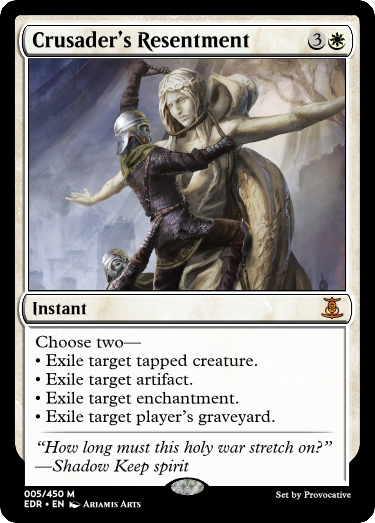 Crusader's Resentment 3
Instant
Choose two—
• Exile target tapped creature.
• Exile target artifact.
• Exile target enchantment.
• Exile target player's graveyard.
"How long must this holy war stretch on?"
—Shadow Keep spirit
005/450 M
EDR • EN Ariamis Arts
Set by Provocative